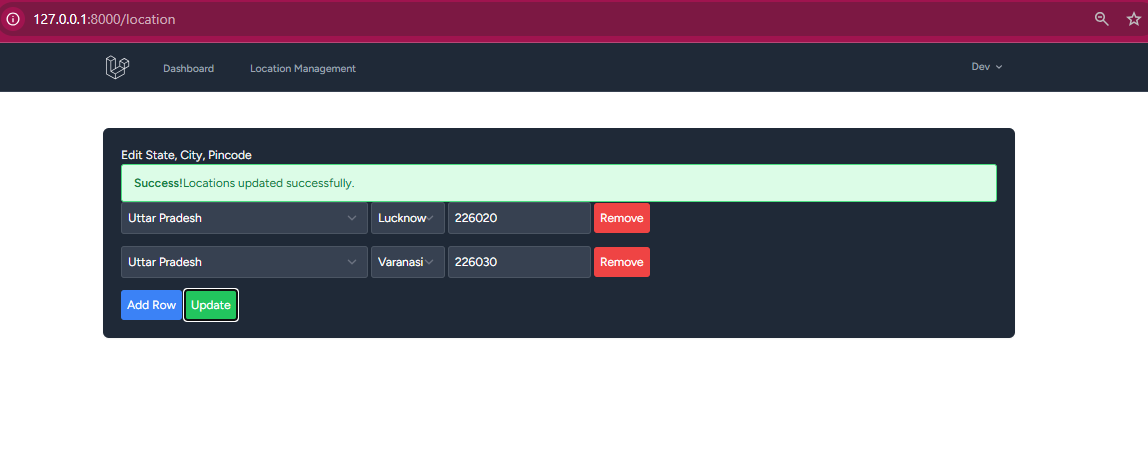 127.0.0.1:8000/location
Dashboard Location Management Dev
Edit State, City, Pincode
Success!Locations updated successfully.
Uttar Pradesh Lucknow 226020 Remove
Uttar Pradesh Varanasi 226030 Remove
Add Row Update